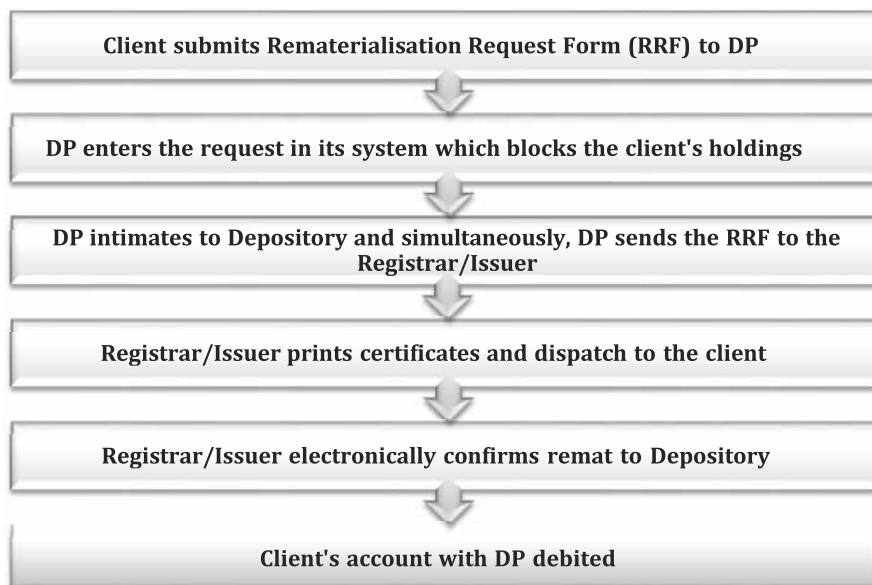 Client submits Rematerialisation Request Form (RRF) to DP
DP enters the request in its system which blocks the client's holdings
DP intimates to Depository and simultaneously, DP sends the RRF to the
Registrar/Issuer
Registrar/Issuer prints certificates and dispatch to the client
Registrar/Issuer electronically confirms remat to Depository
Client's account with DP debited